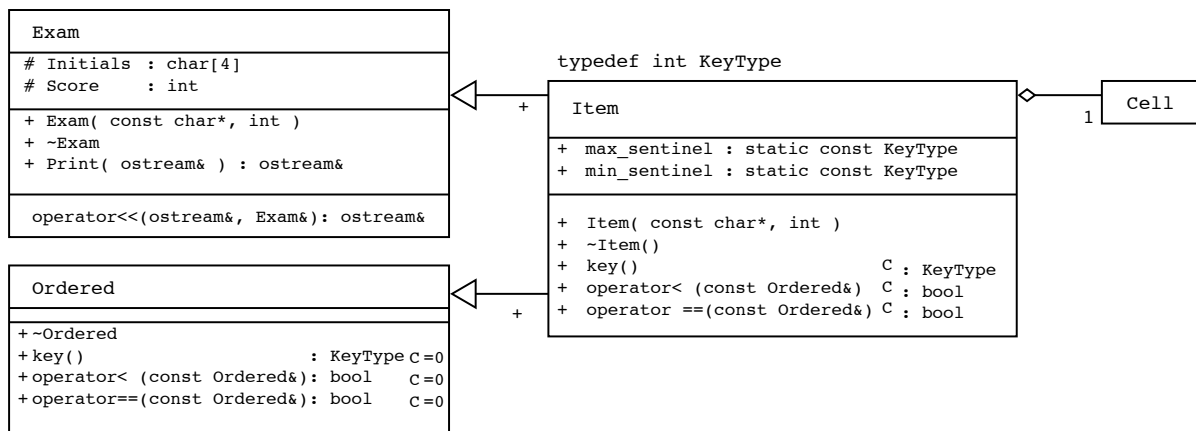 Exam
# Initials : char[4]
# Score : int
+ Exam( const char*, int )
+ ~Exam
+ Print( ostream& ) : ostream&
operator<<(ostream&, Exam&): ostream&
Ordered
+ ~Ordered
+ key() : KeyType C =0
+ operator< (const Ordered&): bool C =0
+ operator==(const Ordered&): bool C =0
+
+
typedef int KeyType
Item
+ max_sentinel : static const KeyType
+ min_sentinel : static const KeyType
+ Item( const char*, int )
+ ~Item()
+ key() C : KeyType
+ operator< (const Ordered&) C : bool
+ operator ==(const Ordered&) C : bool
1
Cell